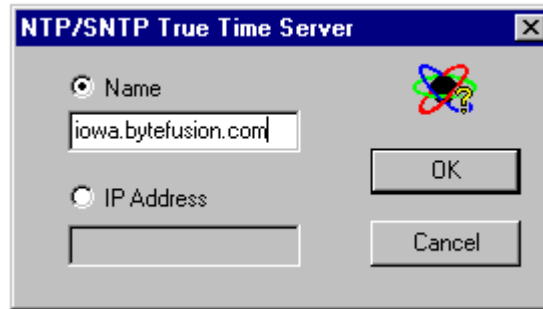 NTP/SNTP True Time Server
Name
iowa.bytefusion.com
OK
IP Address
Cancel